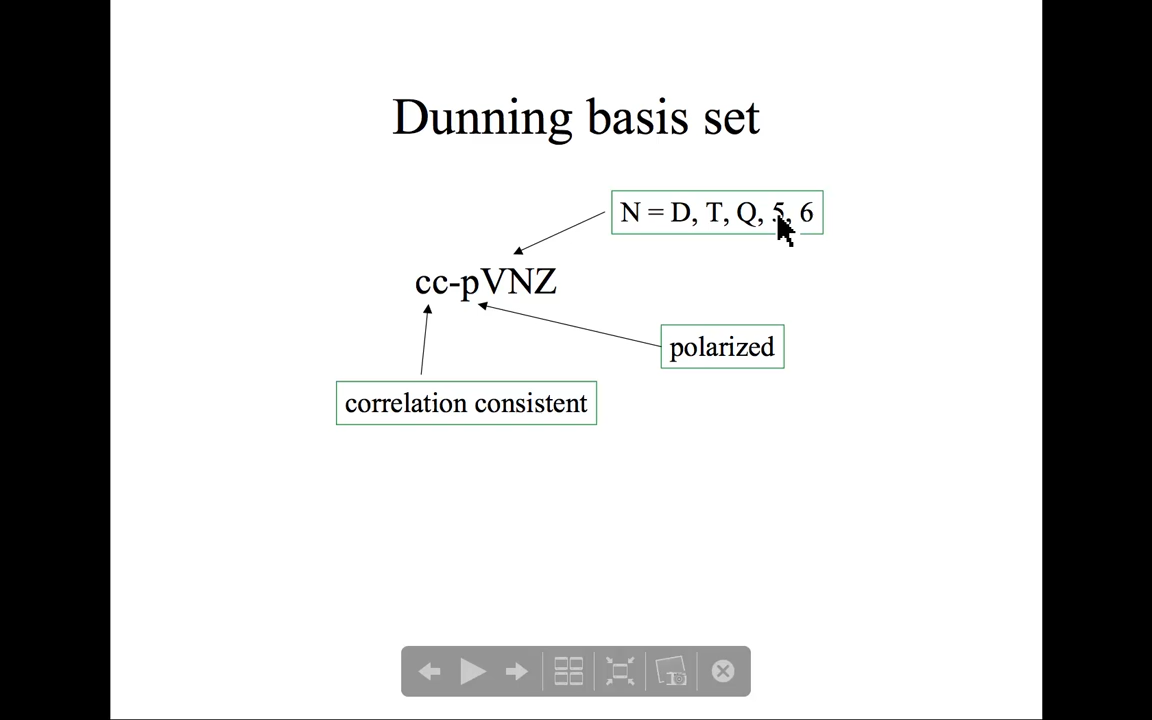 Dunning basis set
N = D, T, Q, 5, 6
cc-pVNZ
polarized
correlation consistent